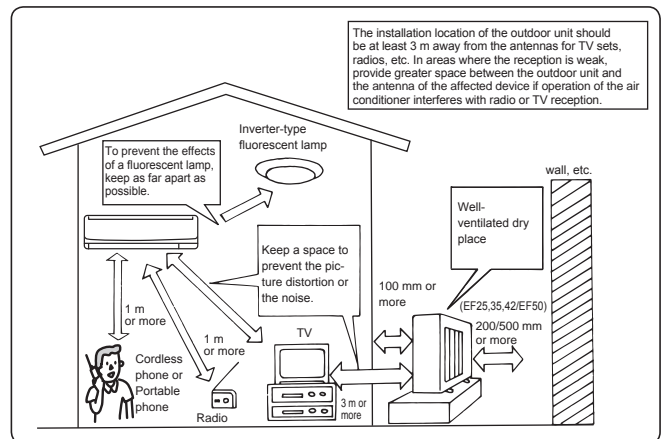 The installation location of the outdoor unit should
be at least 3 m away from the antennas for TV sets,
radios, etc. In areas where the reception is weak,
provide greater space between the outdoor unit and
the antenna of the affected device if operation of the air
conditioner interferes with radio or TV reception.
Inverter-type
fluorescent lamp
To prevent the effects
of a fluorescent lamp,
keep as far apart as
possible.
wall, etc.
Well-
ventilated dry
place
Keep a space to
prevent the pic-
ture distortion or
the noise.
100 mm or
more
(EF25,35,42/EF50)
200/500 mm
or more
1 m
or more
1 m
or more
TV
Cordless
phone or
Portable
phone
Radio
3 m or
more